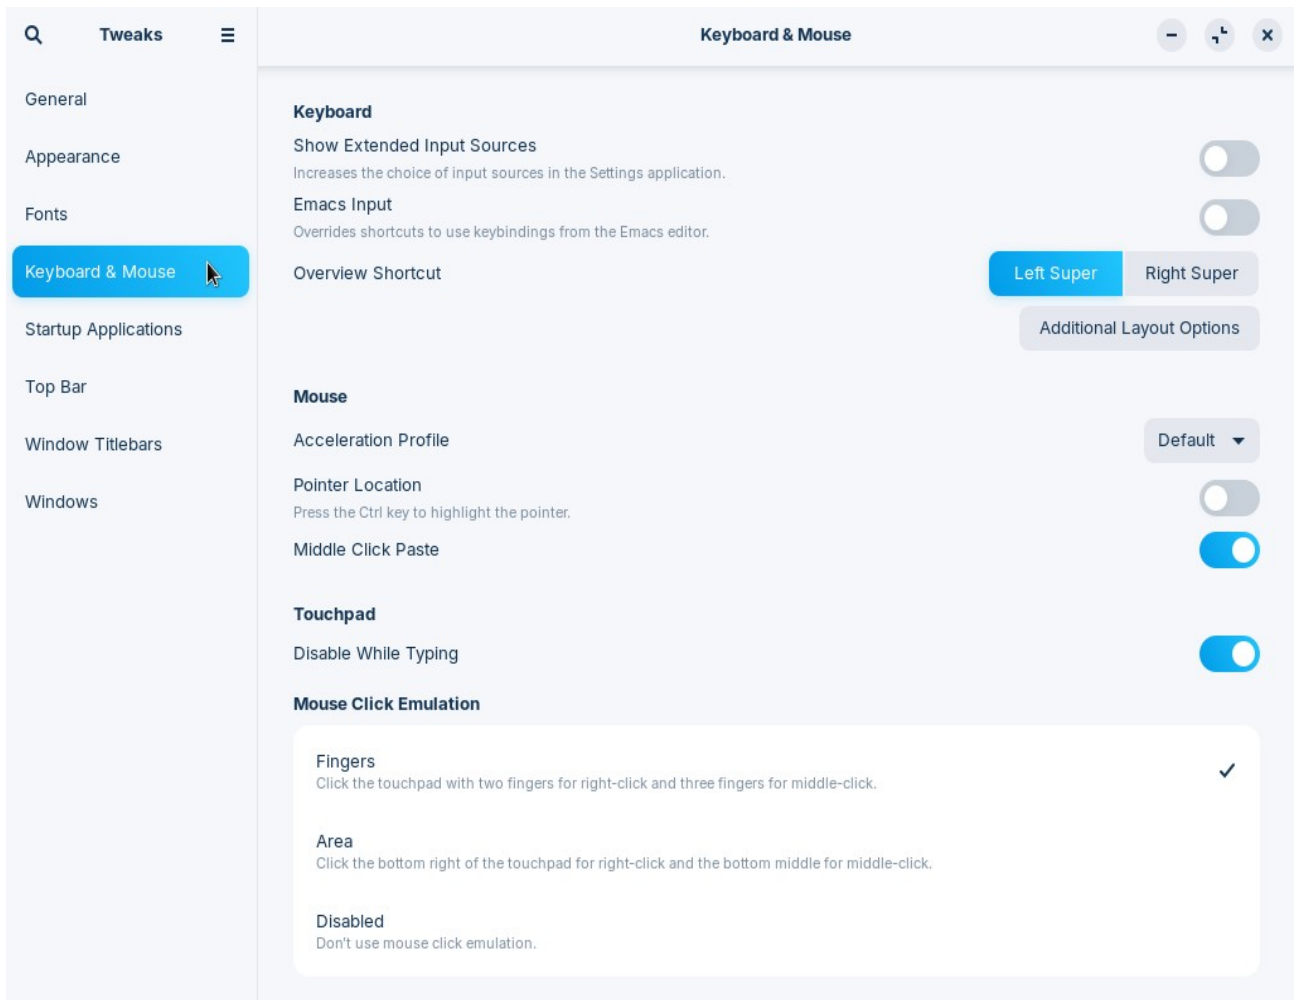 Tweaks
Keyboard & Mouse
General
Appearance
Fonts
Keyboard & Mouse
Startup Applications
Top Bar
Window Titlebars
Windows
Keyboard
Show Extended Input Sources
Increases the choice of input sources in the Settings application.
Emacs Input
Overrides shortcuts to use keybindings from the Emacs editor.
Overview Shortcut
Left Super
Right Super
Additional Layout Options
Mouse
Acceleration Profile
Default
Pointer Location
Press the Ctrl key to highlight the pointer.
Middle Click Paste
Touchpad
Disable While Typing
Mouse Click Emulation
Fingers
Click the touchpad with two fingers for right-click and three fingers for middle-click.
Area
Click the bottom right of the touchpad for right-click and the bottom middle for middle-click.
Disabled
Don't use mouse click emulation.